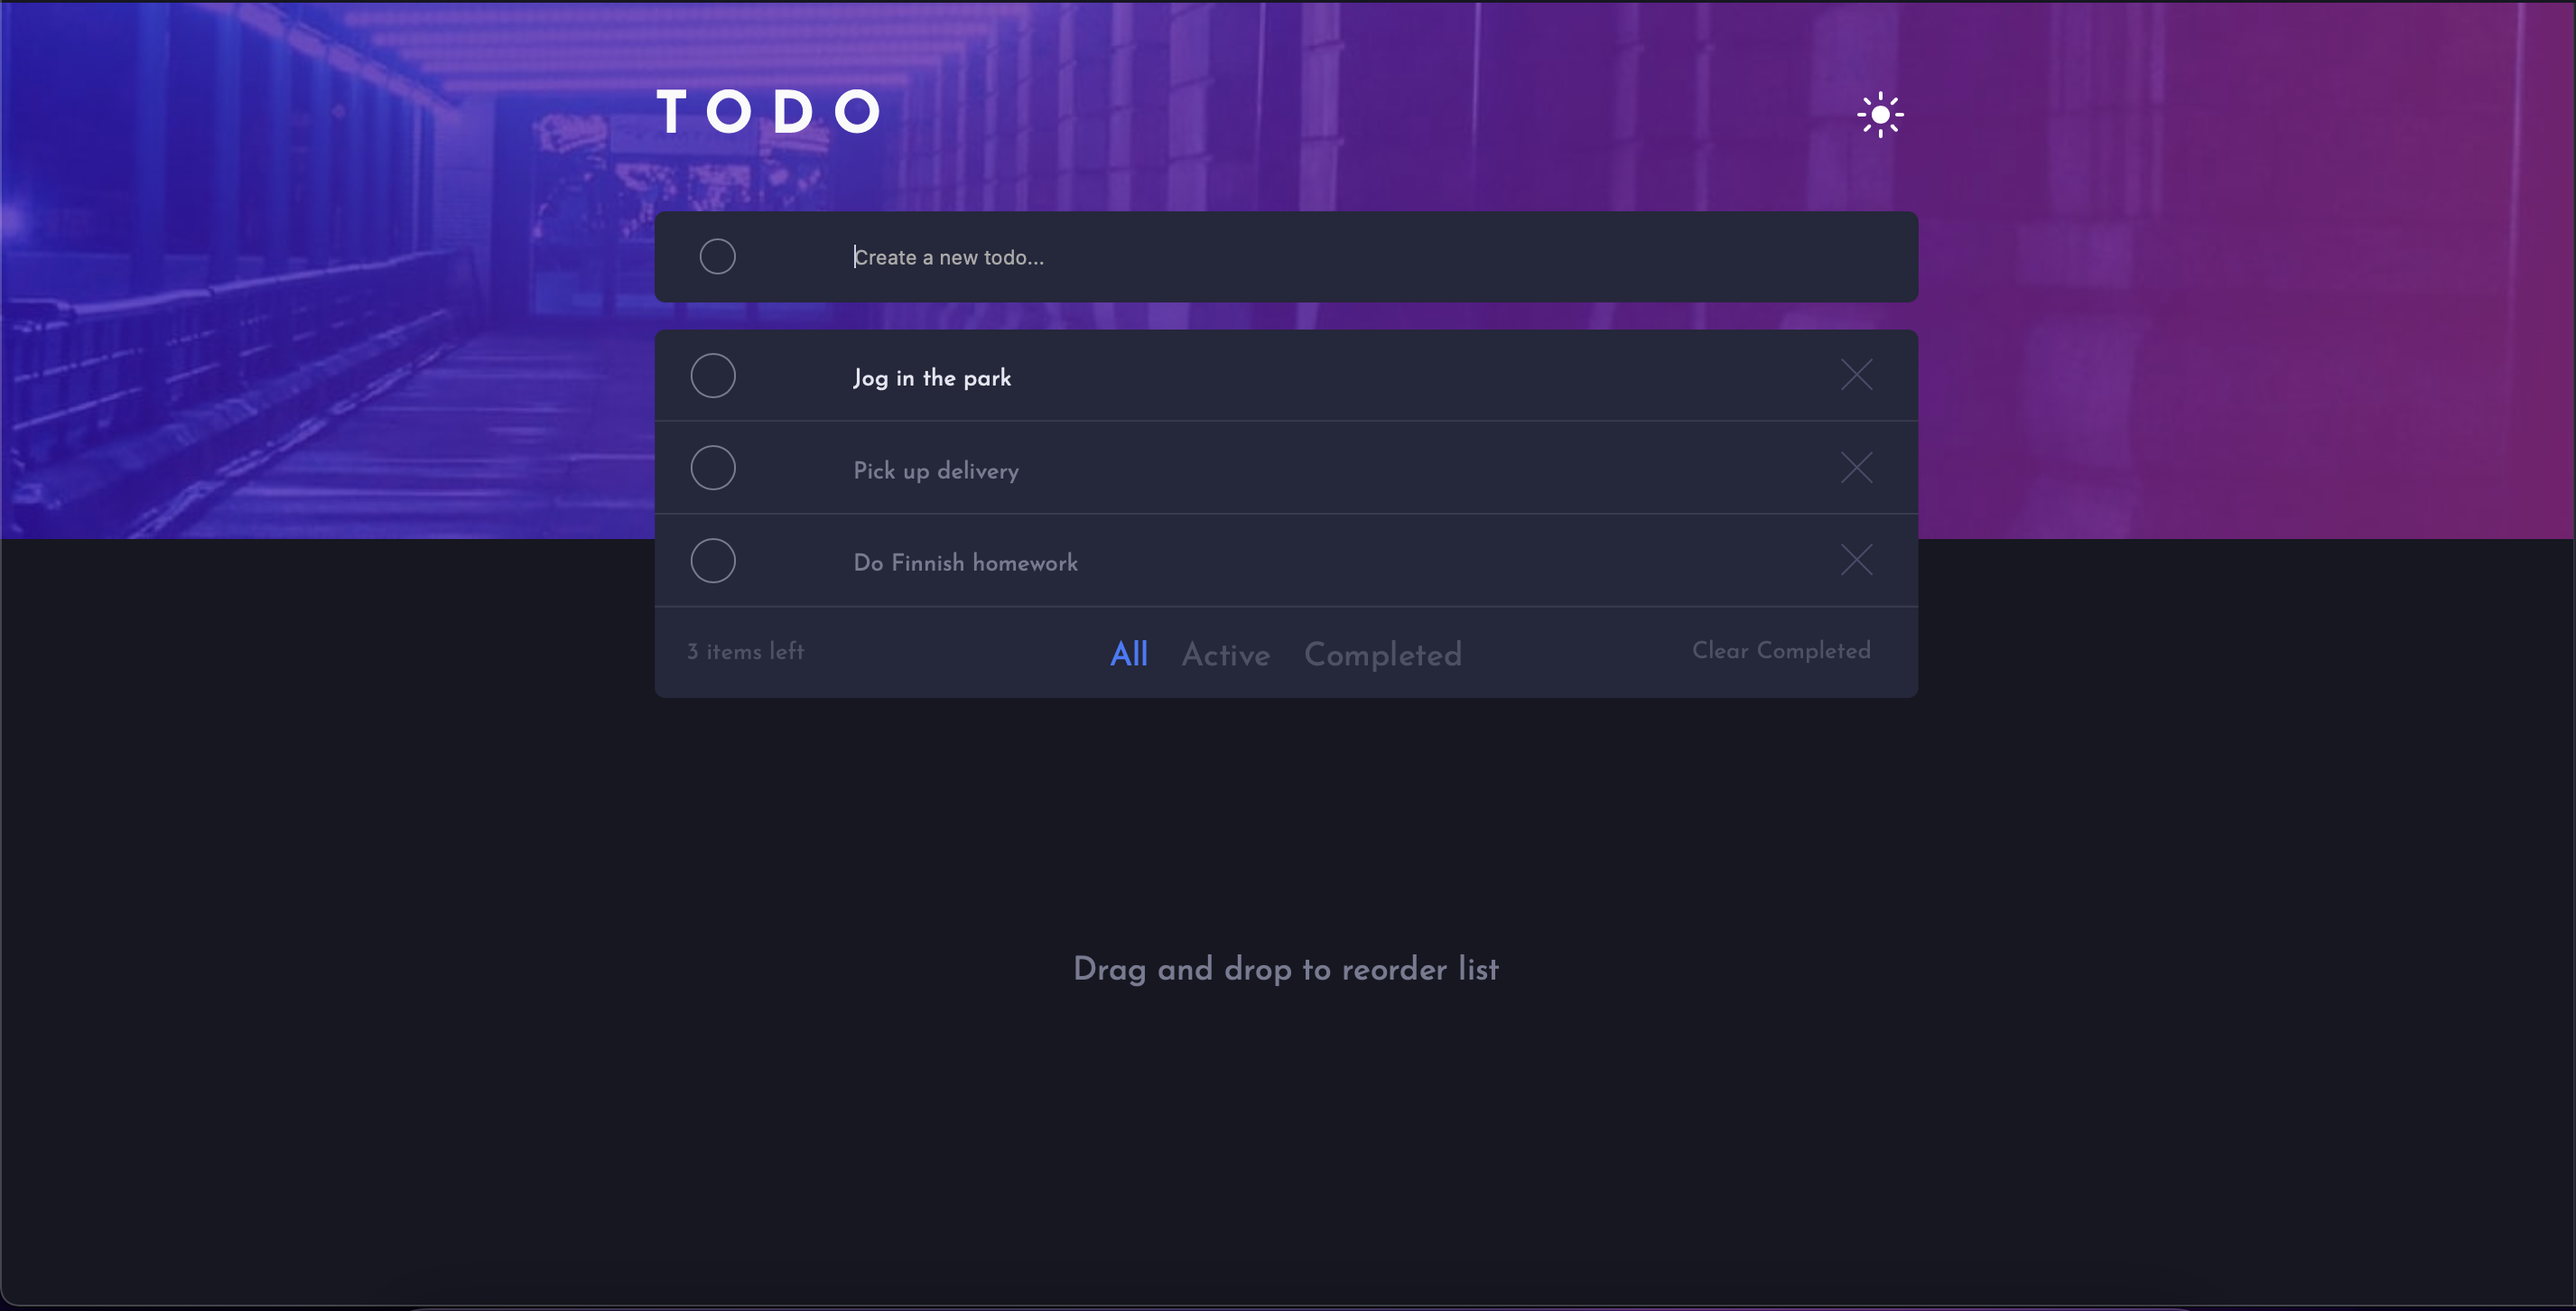 TODO
Create a new todo...
Jog in the park
Pick up delivery
Do Finnish homework
3 items left All Active Completed Clear Completed
Drag and drop to reorder list